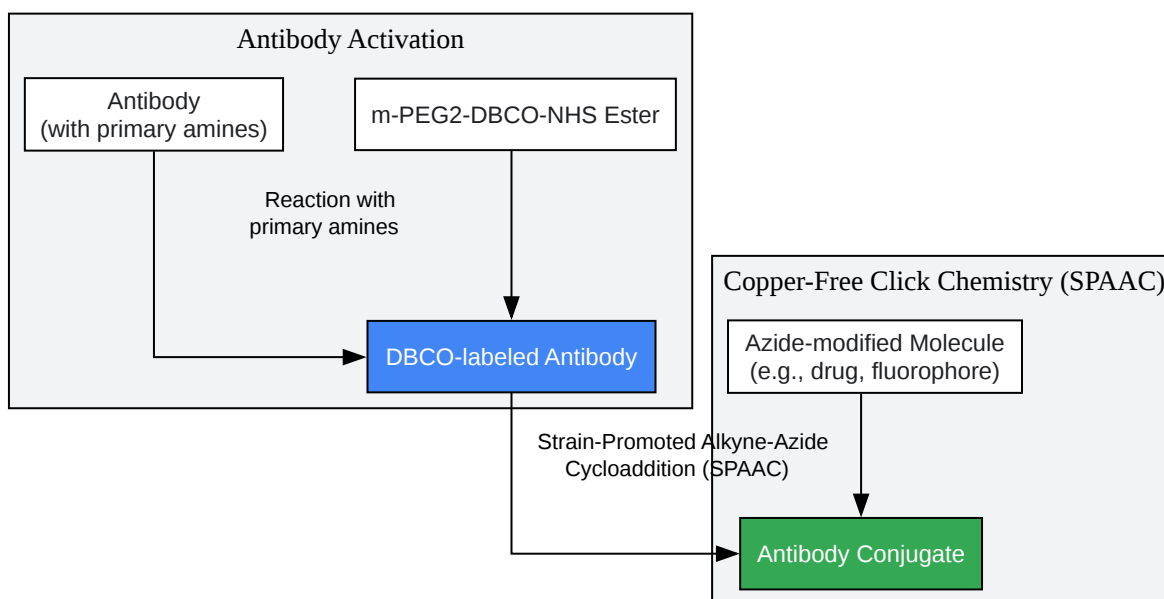 Antibody Activation
Antibody
(with primary amines)
m-PEG2-DBCO-NHS Ester
Reaction with
primary amines
DBCO-labeled Antibody
Copper-Free Click Chemistry (SPAAC)
Azide-modified Molecule
(e.g., drug, fluorophore)
Strain-Promoted Alkyne-Azide
Cycloaddition (SPAAC)
Antibody Conjugate